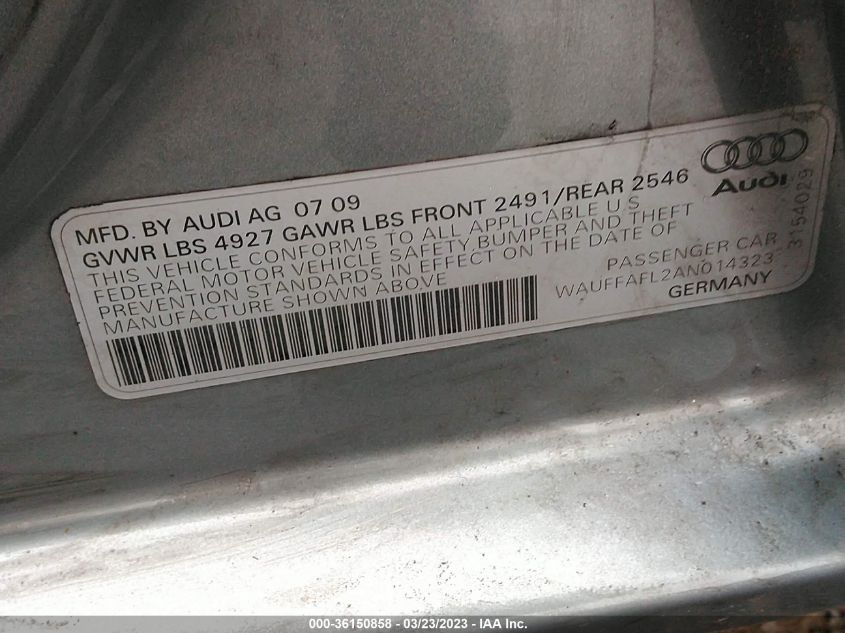 MFD. BY AUDI AG 07 09
GVWR LBS 4927 GAWR LBS FRONT 2491/REAR 2546
THIS VEHICLE CONFORMS TO ALL APPLICABLE U S
FEDERAL MOTOR VEHICLE SAFETY,BUMPER AND THEFT
PREVENTION STANDARDS IN EFFECT ON THE DATE OF
MANUFACTURE SHOWN ABOVE
Audi
PASSENGER CAR
WAUFFAFL2AN014323
GERMANY
3154029
000-36150858 - 03/23/2023 - IAA Inc.